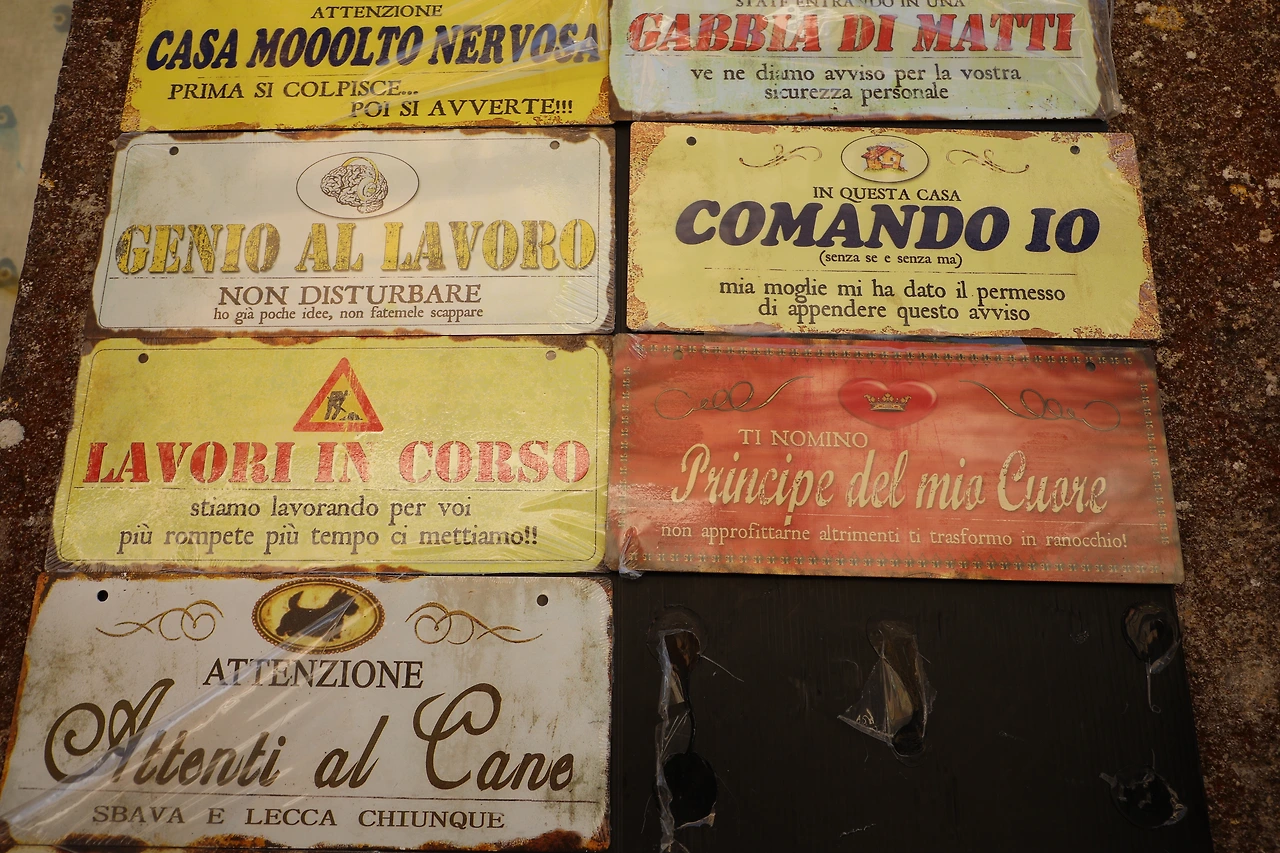 ATTENZIONE
CASA MOOOLTO NERVOSA
PRIMA SI COLPISCE...
POI SI AVVERTE!!!
STATE ENTRANDO IN UNA
GABBIA DI MATTI
ve ne diamo avviso per la vostra
sicurezza personale
GENIO AL LAVORO
NON DISTURBARE
ho già poche idee, non fatemele scappare
IN QUESTA CASA
COMANDO IO
(senza se e senza ma)
mia moglie mi ha dato il permesso
di appendere questo avviso
LAVORI IN CORSO
stiamo lavorando per voi
più rompete più tempo ci mettiamo!!
TI NOMINO
Principe del mio Cuore
non approfittarne altrimenti ti trasformo in ranocchio!
ATTENZIONE
Attenti al Cane
SBAVA E LECCA CHIUNQUE